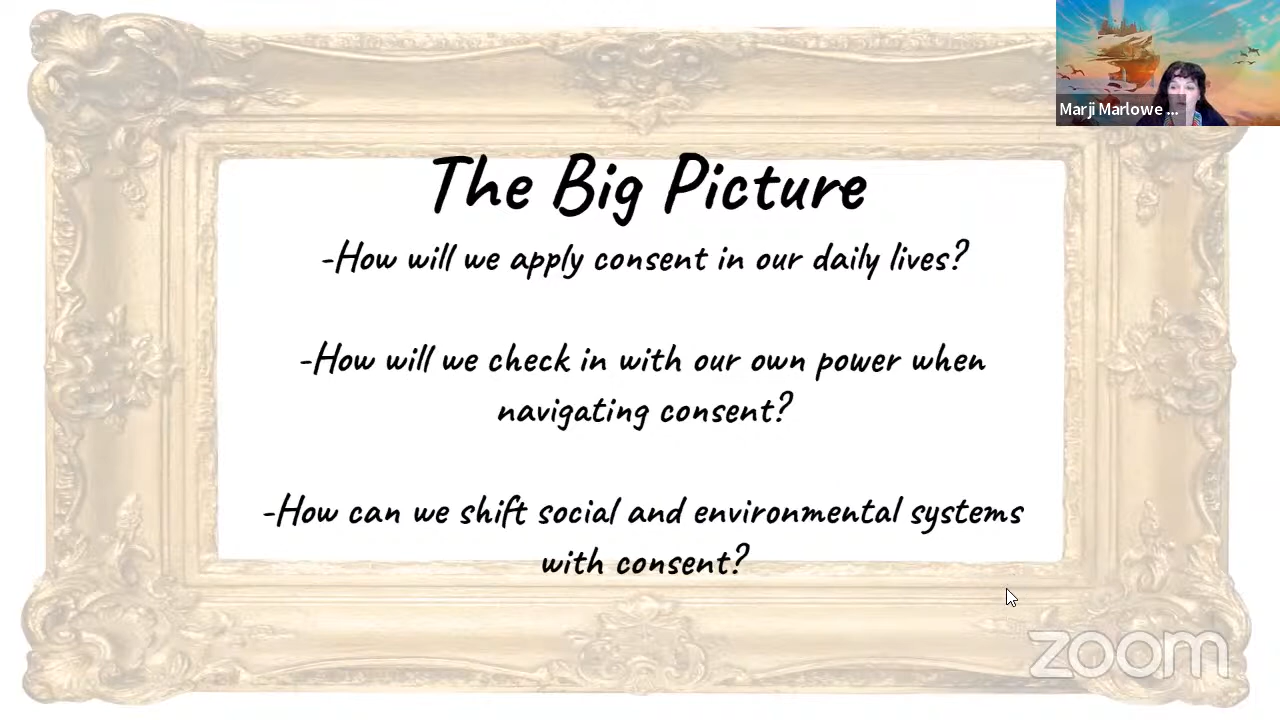 Marji Marlowe ...
The Big Picture
-How will we apply consent in our daily lives?
-How will we check in with our own power when
navigating consent?
-How can we shift social and environmental systems
with consent?
zoom